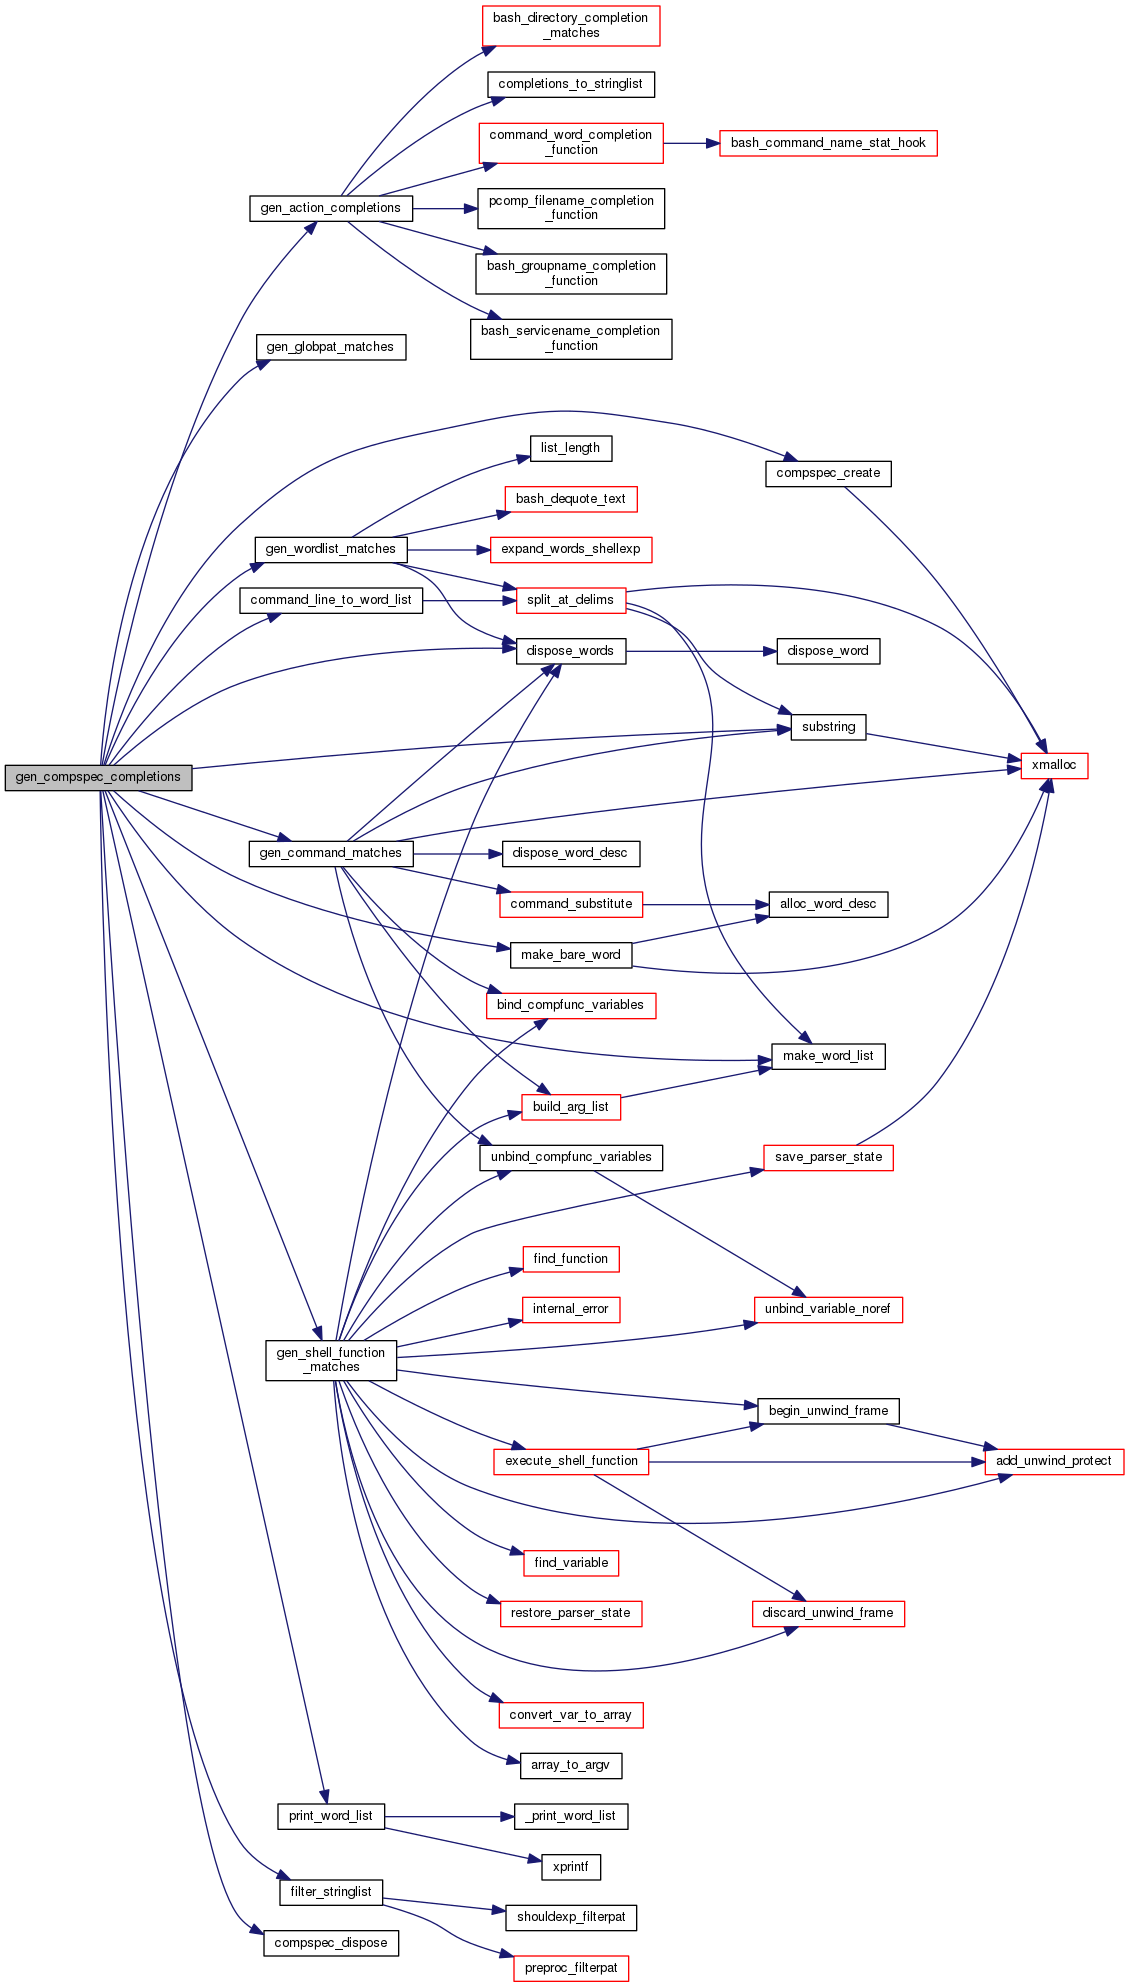 bash_directory_completion
_matches
completions_to_stringlist
command_word_completion
_function
bash_command_name_stat_hook
gen_action_completions
pcomp_filename_completion
_function
bash_groupname_completion
_function
bash_servicename_completion
_function
gen_globpat_matches
list_length
compspec_create
bash_dequote_text
gen_wordlist_matches
expand_words_shellexp
command_line_to_word_list
split_at_delims
dispose_words
dispose_word
substring
xmalloc
gen_compspec_completions
gen_command_matches
dispose_word_desc
command_substitute
alloc_word_desc
make_bare_word
bind_compfunc_variables
make_word_list
build_arg_list
unbind_compfunc_variables
save_parser_state
find_function
internal_error
unbind_variable_noref
gen_shell_function
_matches
begin_unwind_frame
execute_shell_function
add_unwind_protect
find_variable
restore_parser_state
discard_unwind_frame
convert_var_to_array
array_to_argv
print_word_list
_print_word_list
xprintf
filter_stringlist
shouldexp_filterpat
compspec_dispose
preproc_filterpat